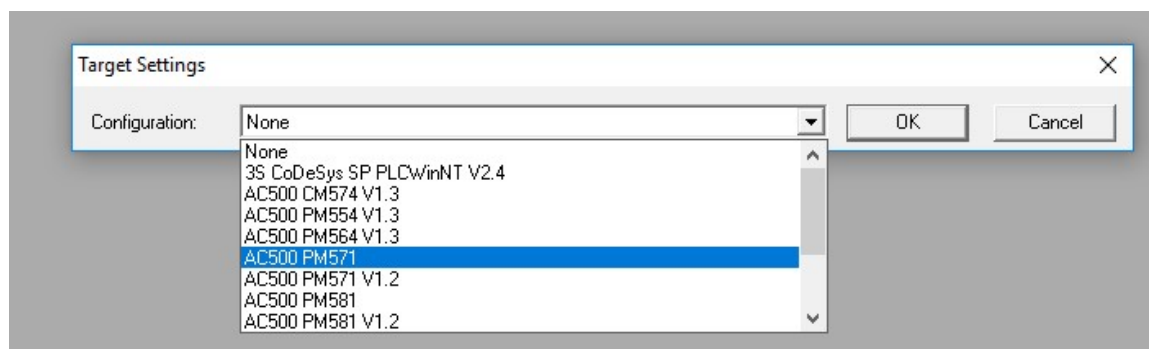 Target Settings
Configuration: None OK Cancel
None
3S CoDeSys SP PLCWinNT V2.4
AC500 CM574 V1.3
AC500 PM554 V1.3
AC500 PM564 V1.3
AC500 PM571
AC500 PM571 V1.2
AC500 PM581
AC500 PM581 V1.2